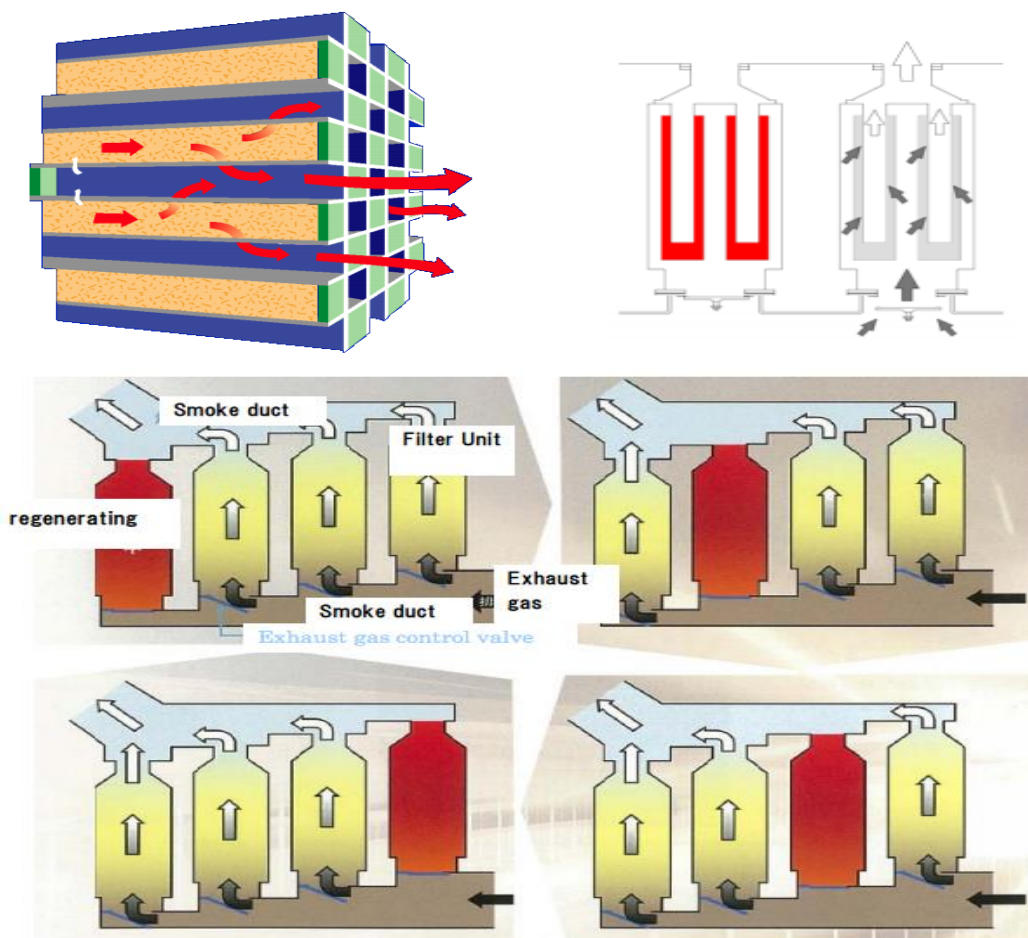 Smoke duct
Filter Unit
regenerating
Exhaust
gas
Smoke duct
Exhaust gas control valve